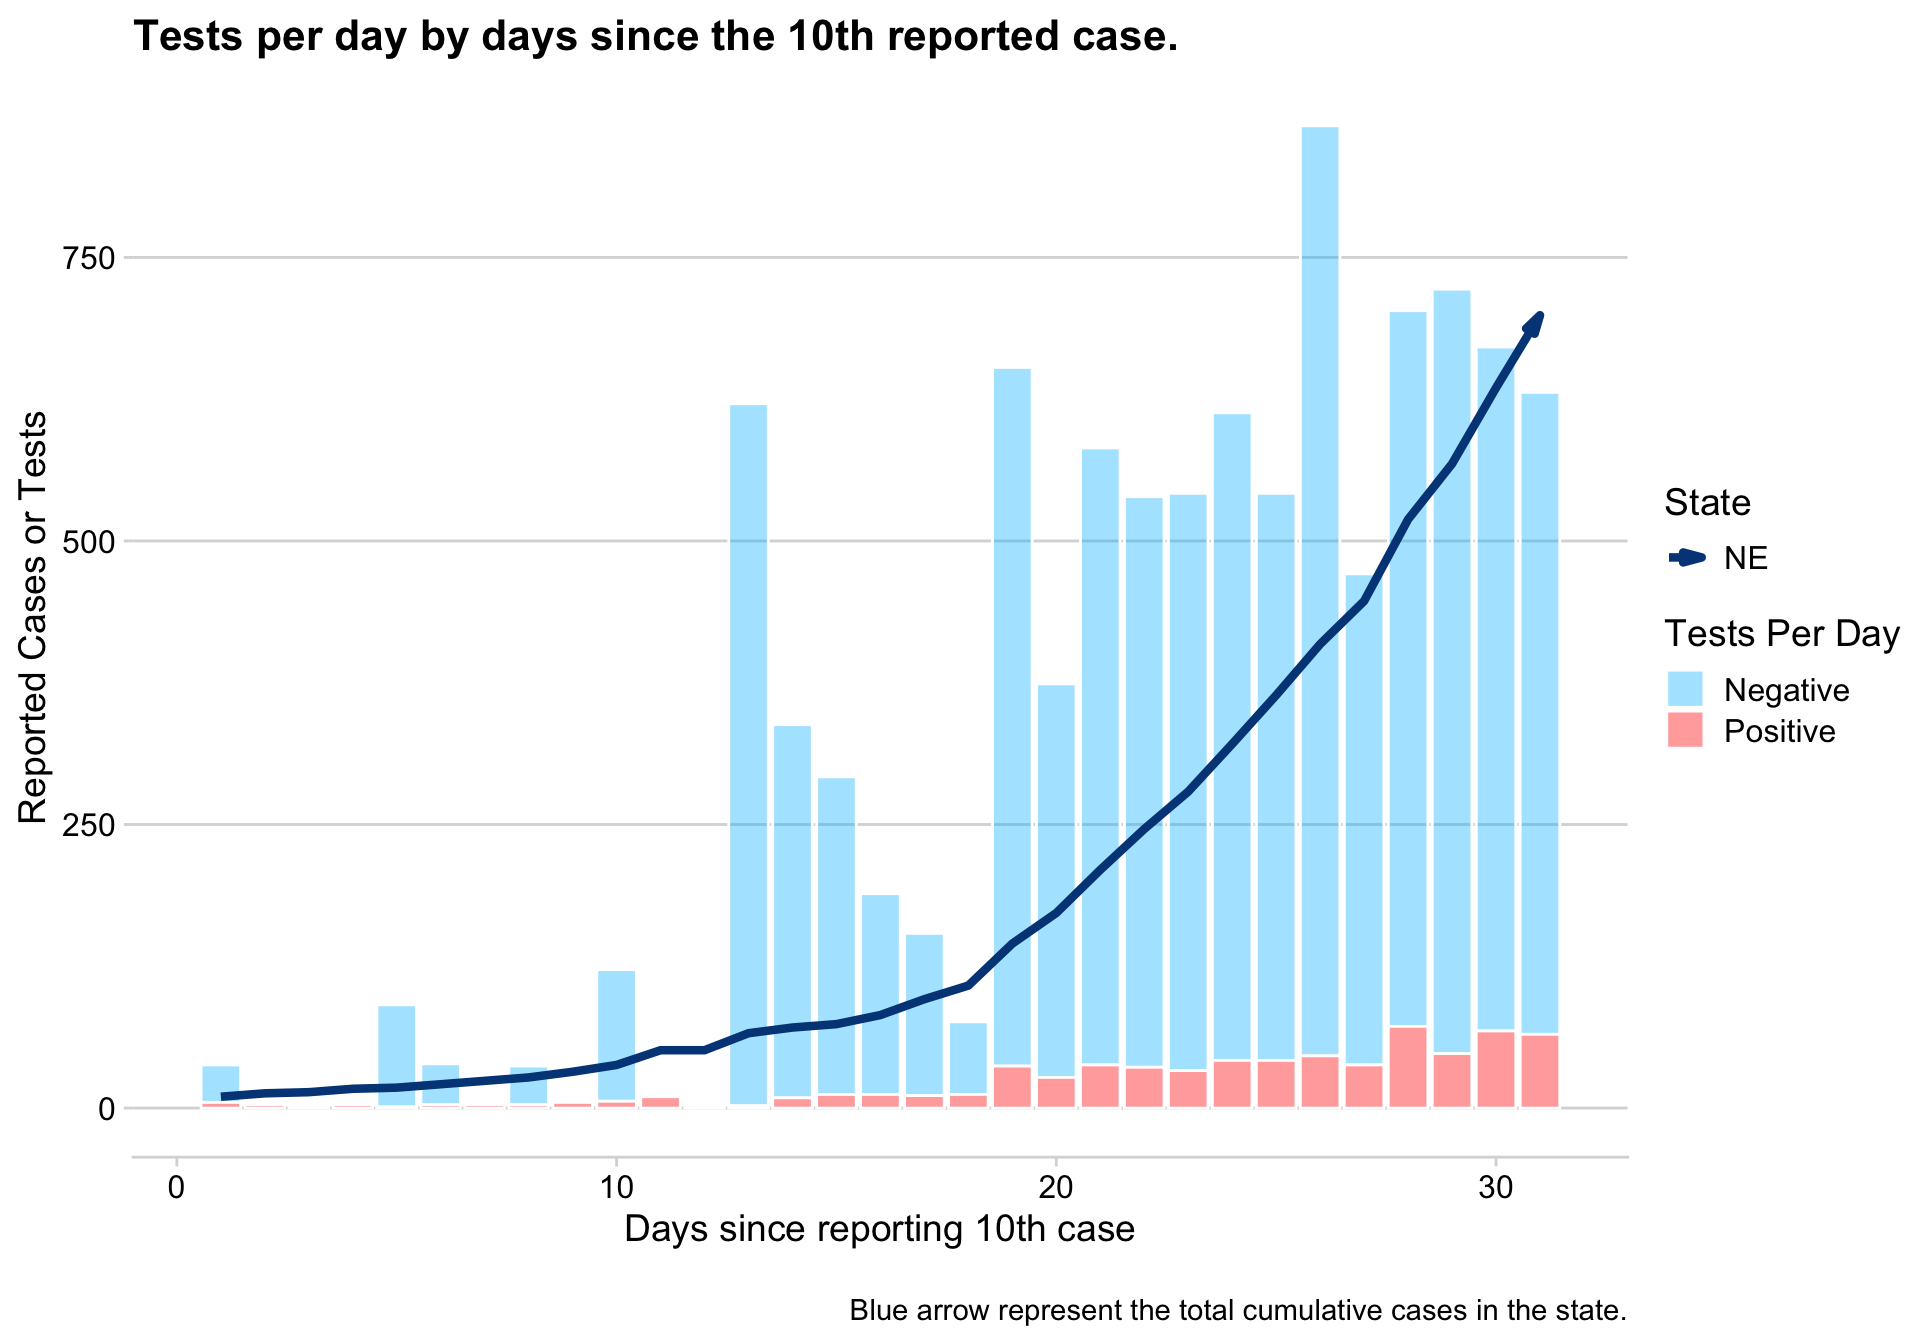 Tests per day by days since the 10th reported case.
Reported Cases or Tests
750
500
250
0
0
10
20
30
Days since reporting 10th case
State
NE
Tests Per Day
Negative
Positive
Blue arrow represent the total cumulative cases in the state.